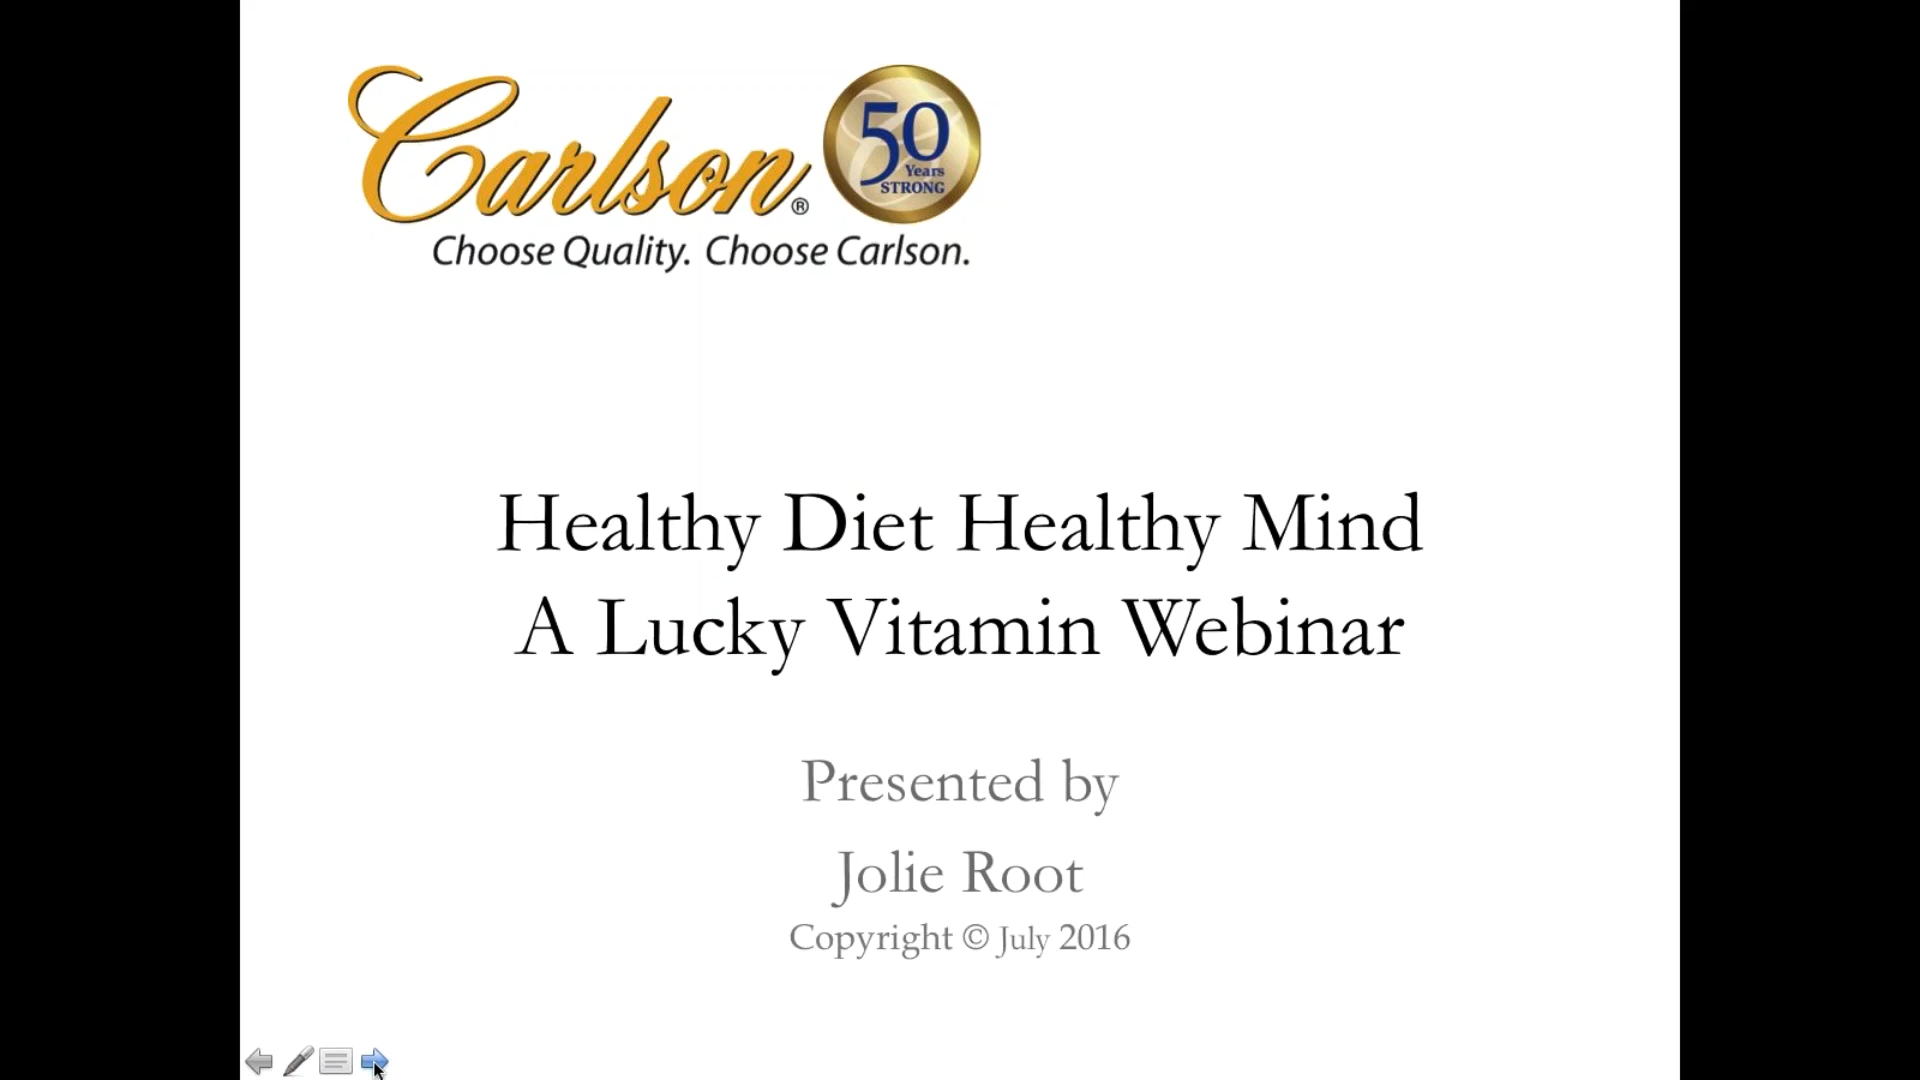 Carlson®
50
Years
STRONG
Choose Quality. Choose Carlson.
Healthy Diet Healthy Mind
A Lucky Vitamin Webinar
Presented by
Jolie Root
Copyright © July 2016